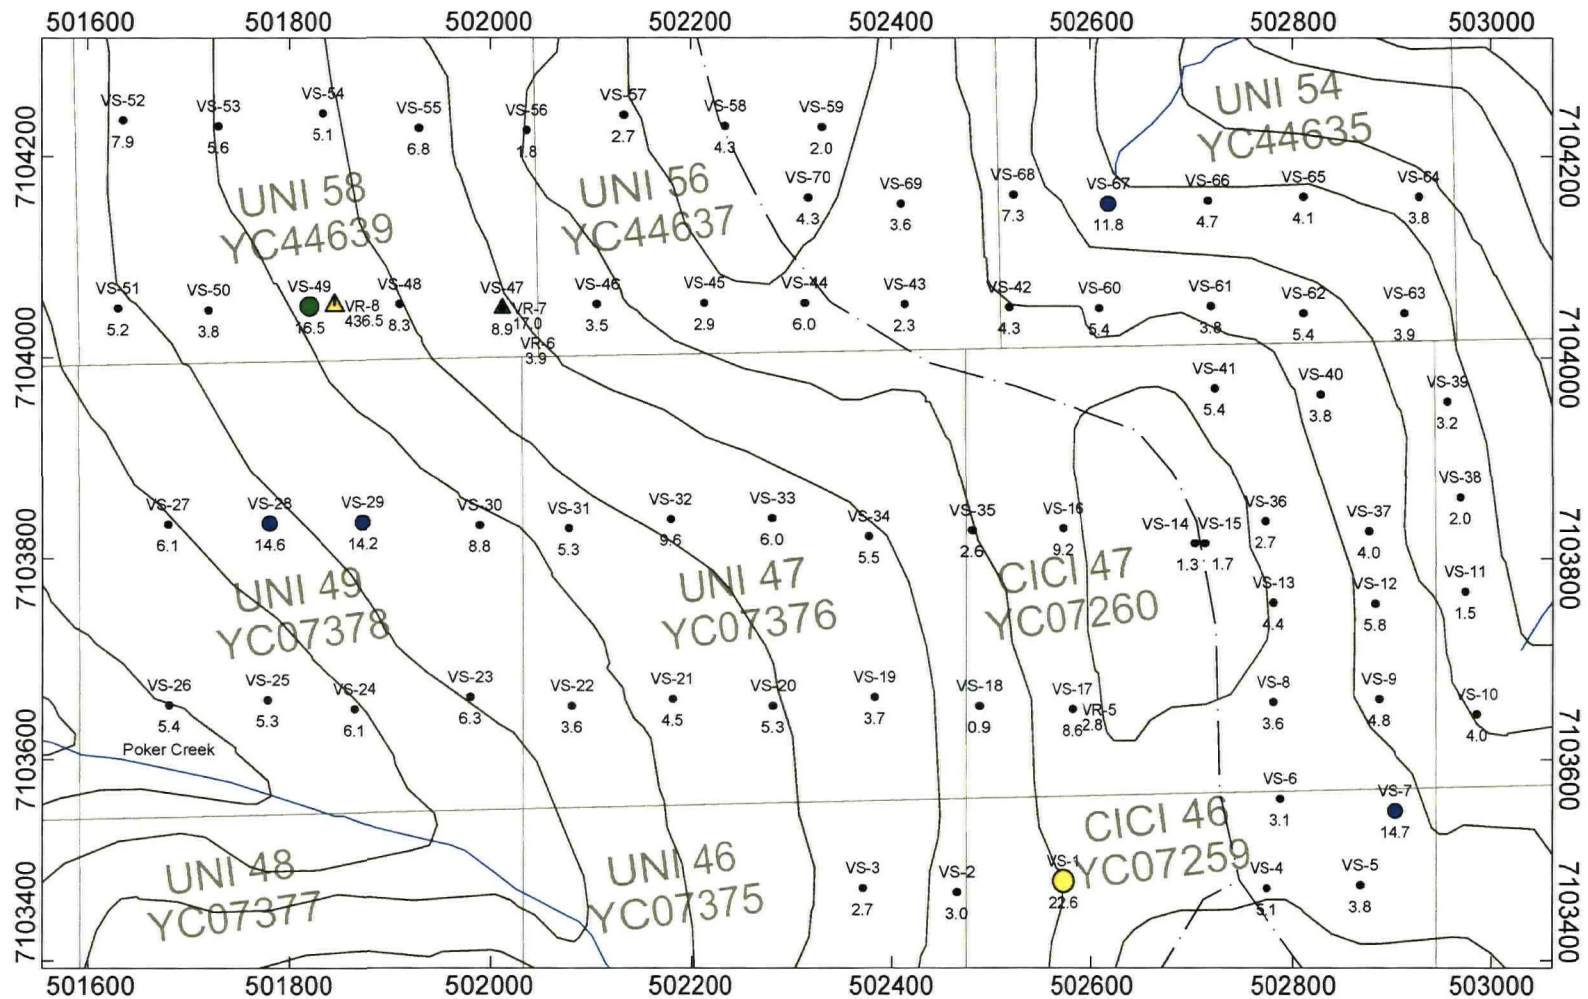 501600 501800 502000 502200 502400 502600 502800 503000
7104200
7104000
7103800
7103600
7103400
VS-52
7.9
VS-53
5.6
VS-54
5.1
VS-55
6.8
VS-56
1.8
VS-57
2.7
VS-58
4.3
VS-59
2.0
UNI 54
YC44635
UNI 58
YC44639
UNI 56
YC44637
VS-70
4.3
VS-69
3.6
VS-68
7.3
VS-67
11.8
VS-66
4.7
VS-65
4.1
VS-64
3.8
VS-51
5.2
VS-50
3.8
VS-49
16.5
VR-8
436.5
VS-48
8.3
VS-47
8.9
VR-7
17.0
VR-6
3.9
VS-46
3.5
VS-45
2.9
VS-44
6.0
VS-43
2.3
VS-42
4.3
VS-60
5.4
VS-61
3.8
VS-62
5.4
VS-63
3.9
VS-41
5.4
VS-40
3.8
VS-39
3.2
VS-38
2.0
VS-27
6.1
VS-28
14.6
VS-29
14.2
VS-30
8.8
VS-31
5.3
VS-32
9.6
VS-33
6.0
VS-34
5.5
VS-35
2.6
VS-16
9.2
VS-14
1.3
VS-15
1.7
VS-36
2.7
VS-37
4.0
UNI 49
YC07378
UNI 47
YC07376
CICI 47
YC07260
VS-13
4.4
VS-12
5.8
VS-11
1.5
VS-26
5.4
VS-25
5.3
VS-24
6.1
VS-23
6.3
VS-22
3.6
VS-21
4.5
VS-20
5.3
VS-19
3.7
VS-18
0.9
VS-17
8.6
VR-5
2.8
VS-8
3.6
VS-9
4.8
VS-10
4.0
Poker Creek
VS-6
3.1
VS-7
14.7
UNI 48
YC07377
UNI 46
YC07375
CICI 46
YC07259
VS-3
2.7
VS-2
3.0
VS-1
22.6
VS-4
5.1
VS-5
3.8
7104200
7104000
7103800
7103600
7103400
501600 501800 502000 502200 502400 502600 502800 503000